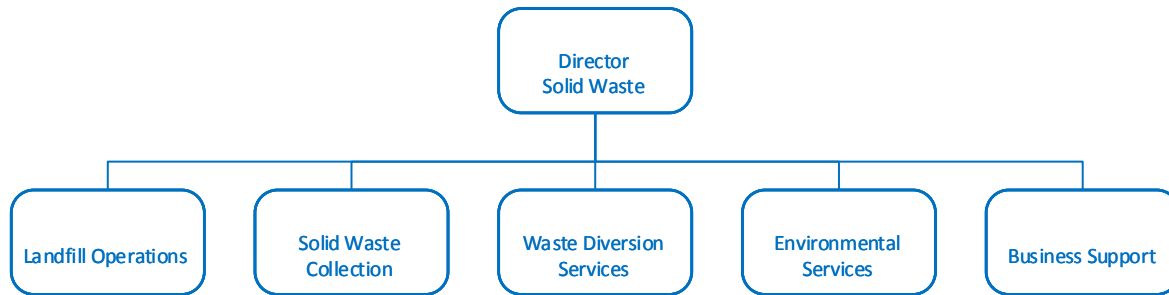 Director
Solid Waste
Landfill Operations
Solid Waste
Collection
Waste Diversion
Services
Environmental
Services
Business Support